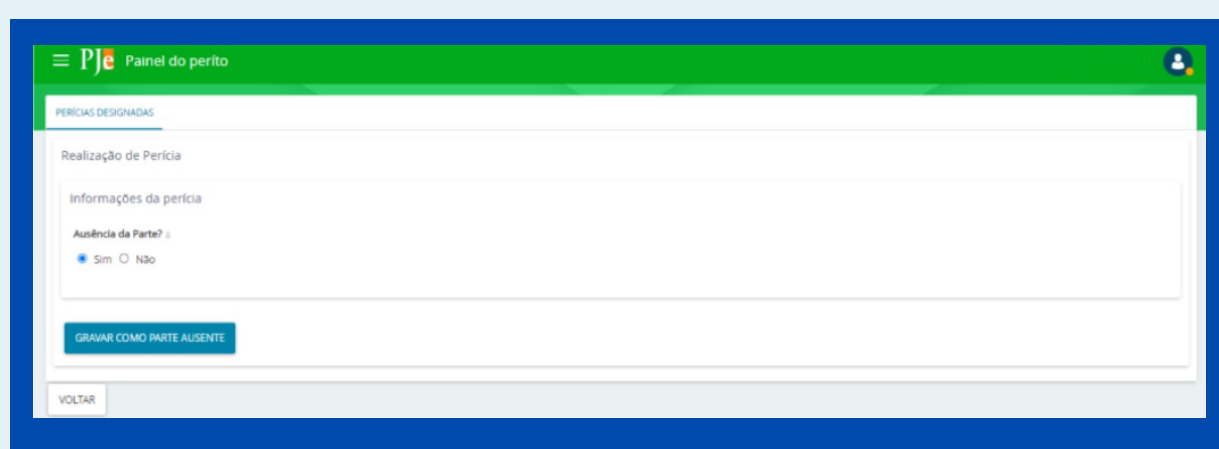 PJe Painel do perito
PERÍCIAS DESIGNADAS
Realização de Perícia
Informações da perícia
Ausência da Parte?
Sim Não
GRAVAR COMO PARTE AUSENTE
VOLTAR